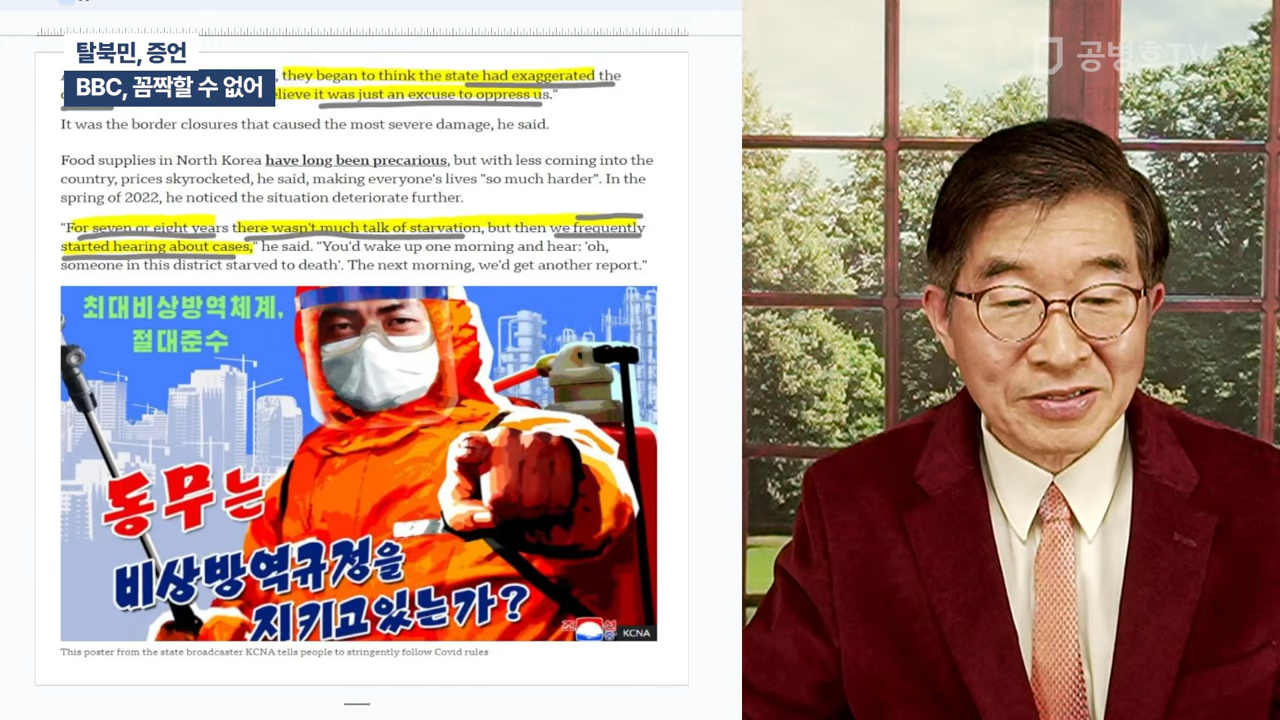 탈북민, 증언
BBC, 꼼짝할 수 없어
공병호TV
they began to think the state had exaggerated the
elieve it was just an excuse to oppress us."
It was the border closures that caused the most severe damage, he said.
Food supplies in North Korea have long been precarious, but with less coming into the
country, prices skyrocketed, he said, making everyone's lives "so much harder". In the
spring of 2022, he noticed the situation deteriorate further.
"For seven or eight years there wasn't much talk of starvation, but then we frequently
started hearing about cases," he said. "You'd wake up one morning and hear: 'oh,
someone in this district starved to death'. The next morning, we'd get another report."
최대비상방역체계,
절대준수
동무는
비상방역규정을
지키고있는가?
KCNA
This poster from the state broadcaster KCNA tells people to stringently follow Covid rules